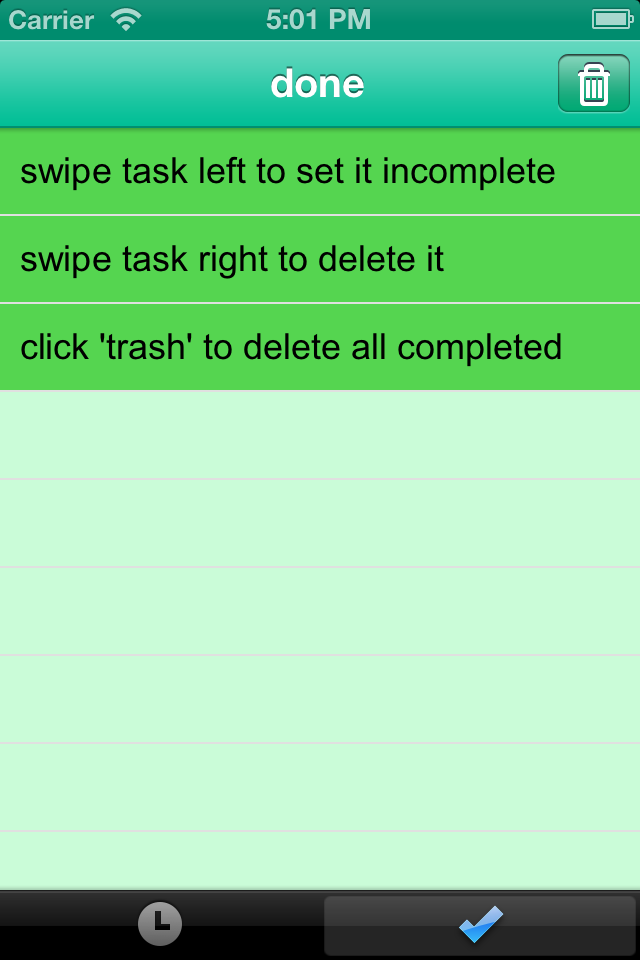 Carrier 5:01 PM
done
swipe task left to set it incomplete
swipe task right to delete it
click 'trash' to delete all completed